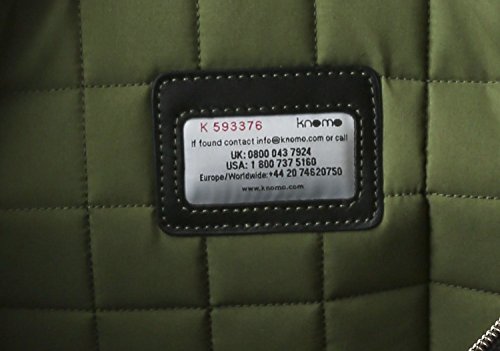 K 593376 knomo
If found contact info@knomo.com or call
UK: 0800 043 7924
USA: 1 800 737 5160
Europe/Worldwide:+44 20 74620750
www.knomo.com